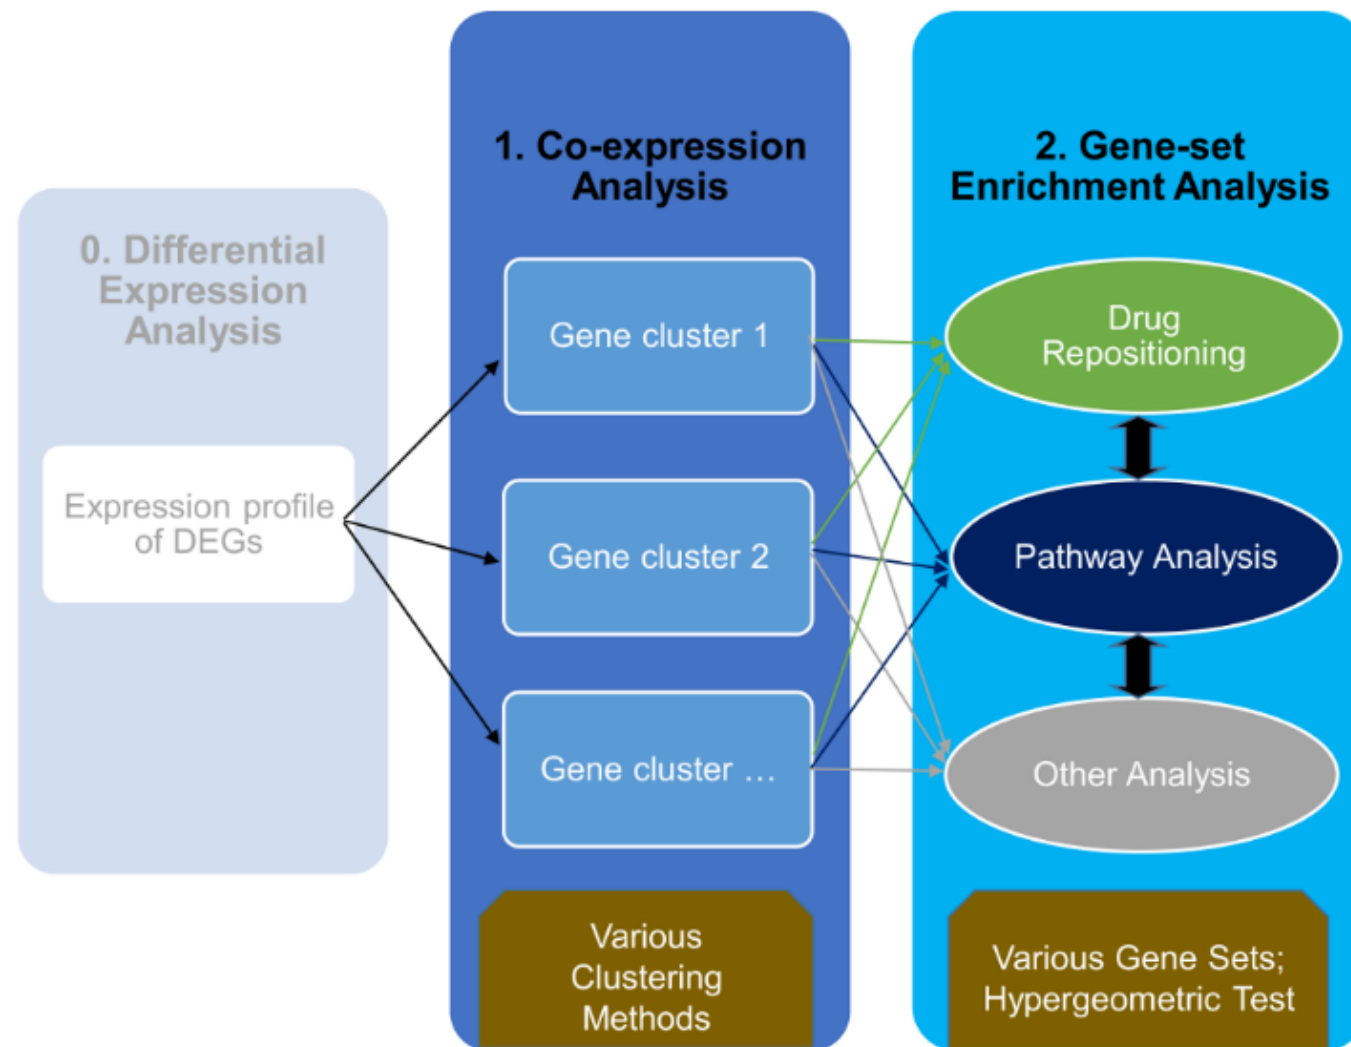 0. Differential
Expression
Analysis
Expression profile
of DEGs
1. Co-expression
Analysis
Gene cluster 1
Gene cluster 2
Gene cluster ...
Various
Clustering
Methods
2. Gene-set
Enrichment Analysis
Drug
Repositioning
Pathway Analysis
Other Analysis
Various Gene Sets;
Hypergeometric Test